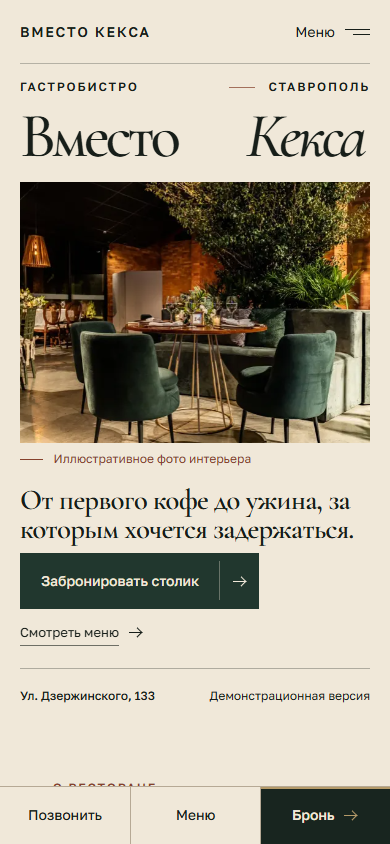 ВМЕСТО КЕКСА
Меню
ГАСТРОБИСТРО — СТАВРОПОЛЬ
Вместо Кекса
Иллюстративное фото интерьера
От первого кофе до ужина, за
которым хочется задержаться.
Забронировать столик →
Смотреть меню →
Ул. Дзержинского, 133
Демонстрационная версия
О РЕСТОРАНЕ
Позвонить
Меню
Бронь →